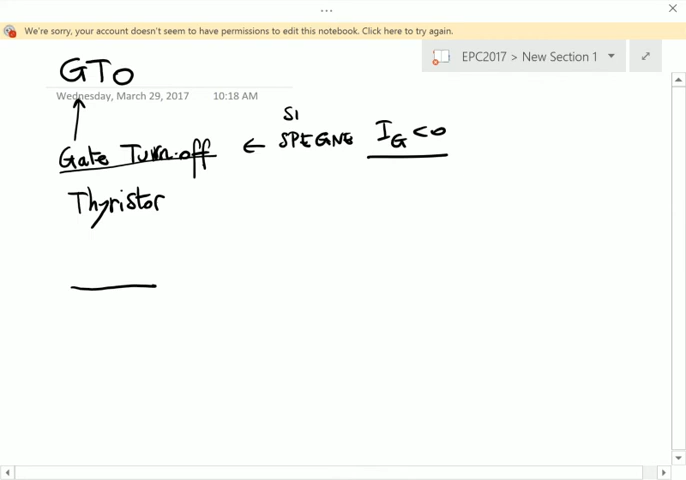 We're sorry, your account doesn't seem to have permissions to edit this notebook. Click here to try again.
EPC2017 > New Section 1
GTO
Wednesday, March 29, 2017 10:18 AM
Gate Turn-off ← SI SPEGNE I_G<0
Thyristor